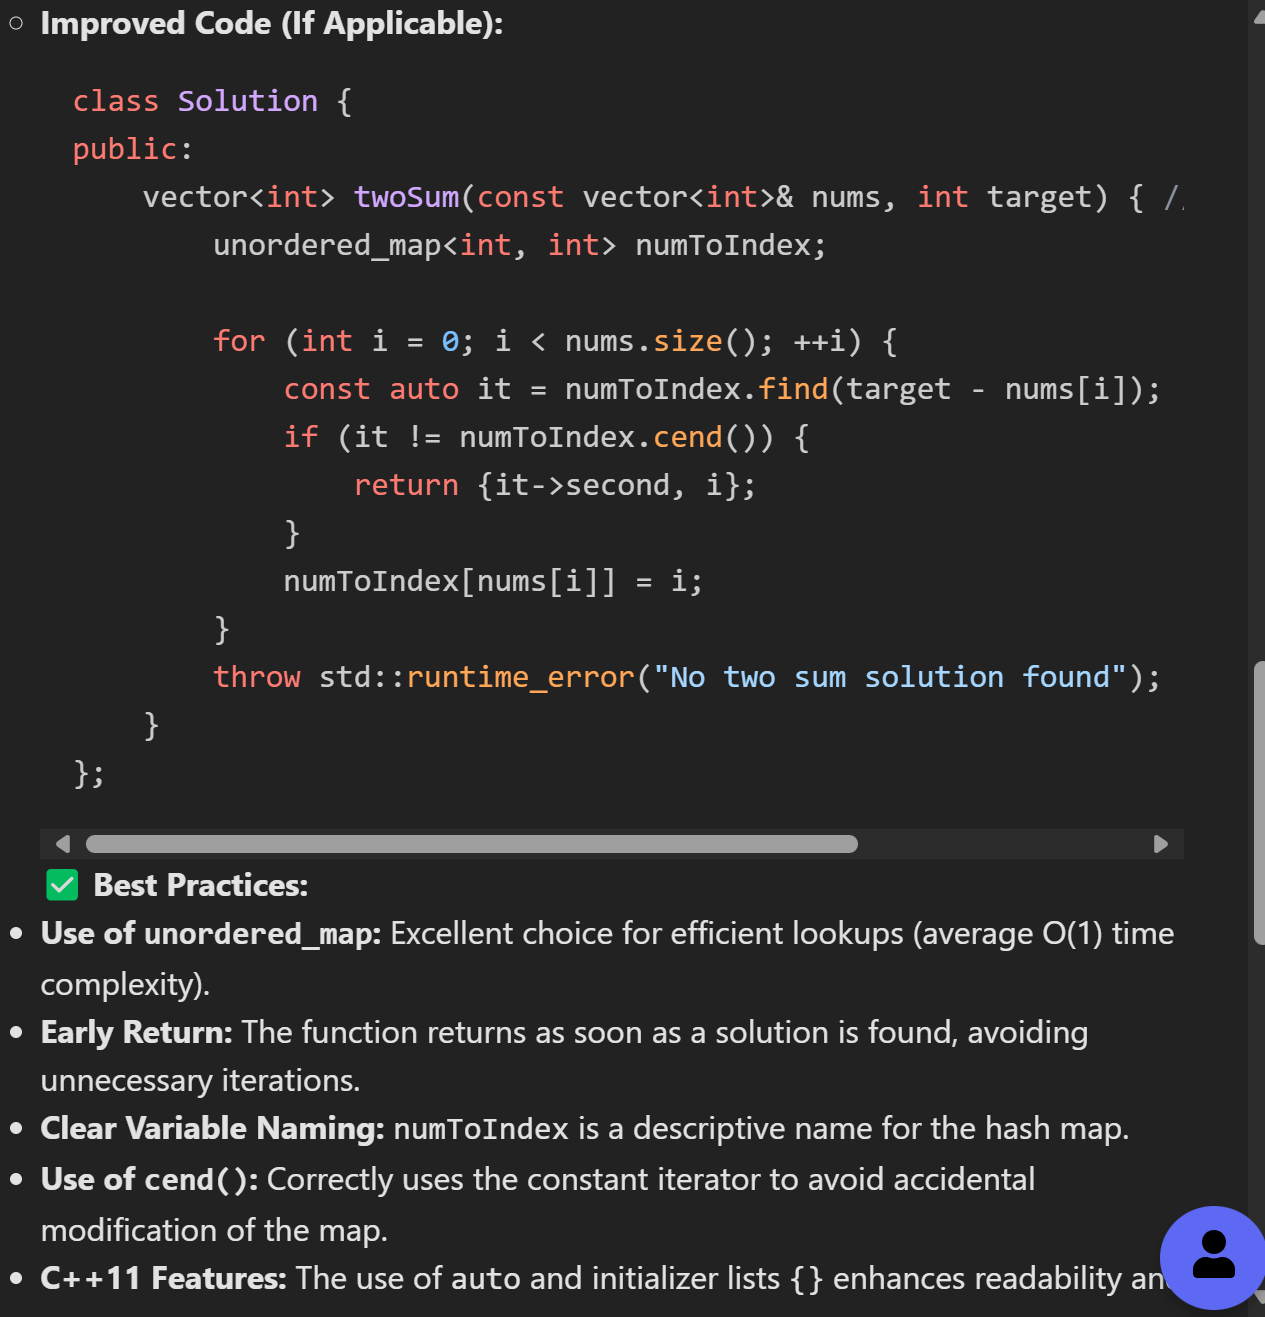 Improved Code (If Applicable):
class Solution {
public:
    vector<int> twoSum(const vector<int>& nums, int target) { //
        unordered_map<int, int> numToIndex;
        for (int i = 0; i < nums.size(); ++i) {
            const auto it = numToIndex.find(target - nums[i]);
            if (it != numToIndex.cend()) {
                return {it->second, i};
            }
            numToIndex[nums[i]] = i;
        }
        throw std::runtime_error("No two sum solution found");
    }
};
✅ Best Practices:
• Use of unordered_map: Excellent choice for efficient lookups (average O(1) time
complexity).
• Early Return: The function returns as soon as a solution is found, avoiding
unnecessary iterations.
• Clear Variable Naming: numToIndex is a descriptive name for the hash map.
• Use of cend(): Correctly uses the constant iterator to avoid accidental
modification of the map.
• C++11 Features: The use of auto and initializer lists {} enhances readability